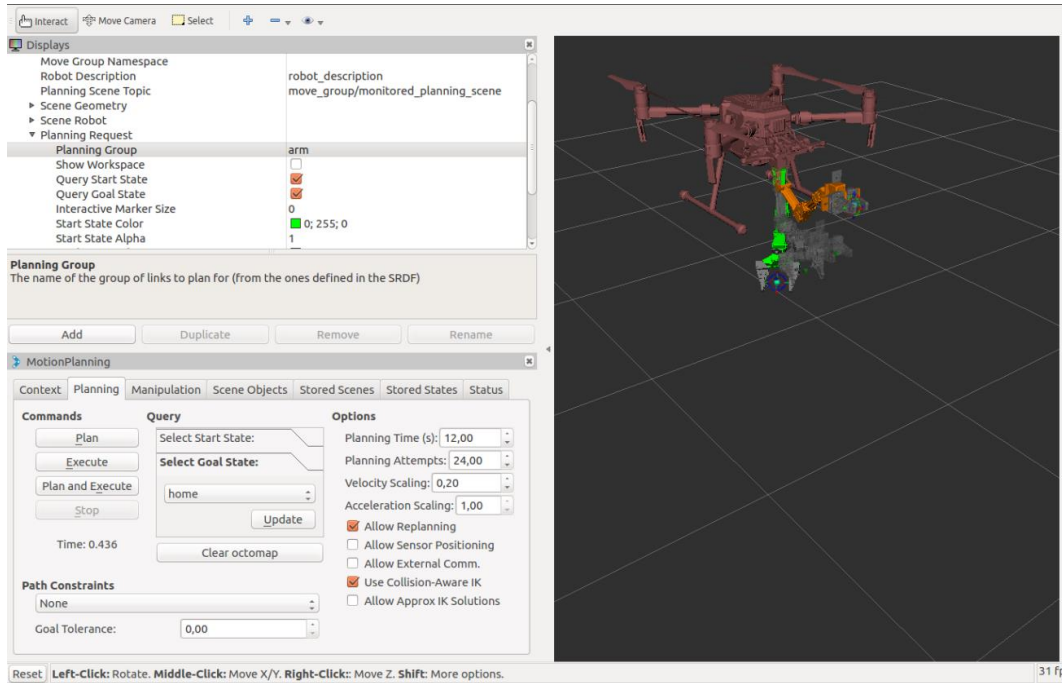 Interact Move Camera Select
Displays
Move Group Namespace
Robot Description robot_description
Planning Scene Topic move_group/monitored_planning_scene
Scene Geometry
Scene Robot
Planning Request
Planning Group arm
Show Workspace
Query Start State
Query Goal State
Interactive Marker Size 0
Start State Color 0; 255; 0
Start State Alpha 1
Planning Group
The name of the group of links to plan for (from the ones defined in the SRDF)
Add Duplicate Remove Rename
MotionPlanning
Context Planning Manipulation Scene Objects Stored Scenes Stored States Status
Commands Query Options
Plan Select Start State: Planning Time (s): 12,00
Execute Select Goal State: Planning Attempts: 24,00
Plan and Execute home Velocity Scaling: 0,20
Stop Update Acceleration Scaling: 1,00
Allow Replanning
Time: 0.436 Clear octomap Allow Sensor Positioning
Allow External Comm.
Path Constraints Use Collision-Aware IK
None Allow Approx IK Solutions
Goal Tolerance: 0,00
Reset Left-Click: Rotate. Middle-Click: Move X/Y. Right-Click:: Move Z. Shift: More options. 31 fp